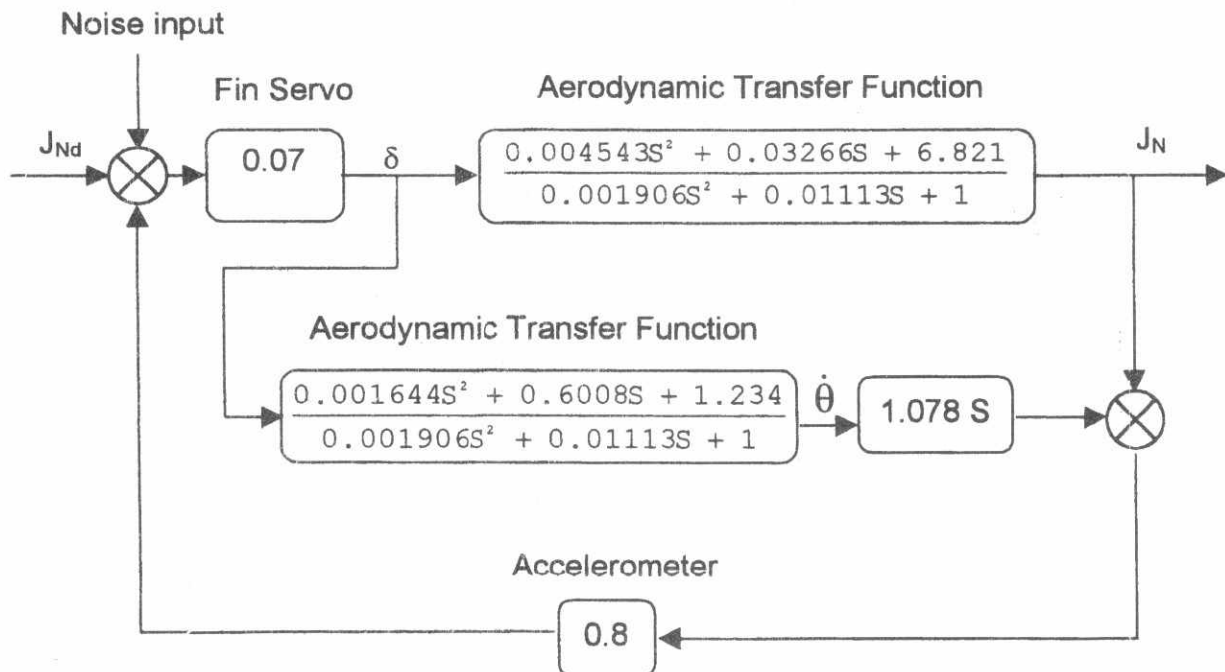 Noise input
Fin Servo
Aerodynamic Transfer Function
J_Nd
0.07
δ
0.004543S² + 0.03266S + 6.821
0.001906S² + 0.01113S + 1
J_N
Aerodynamic Transfer Function
0.001644S² + 0.6008S + 1.234
0.001906S² + 0.01113S + 1
θ̇
1.078 S
Accelerometer
0.8